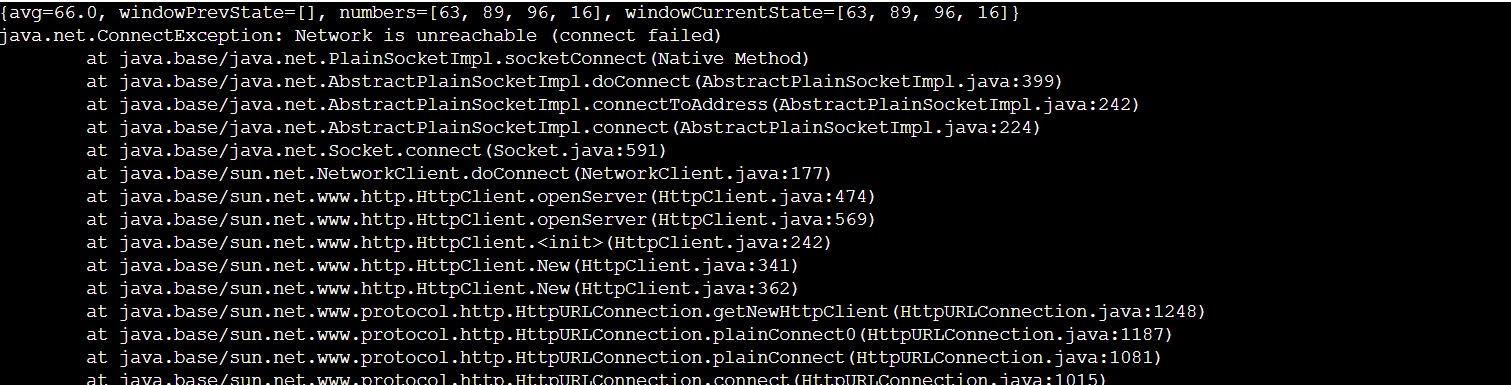 {avg=66.0, windowPrevState=[], numbers=[63, 89, 96, 16], windowCurrentState=[63, 89, 96, 16]}
java.net.ConnectException: Network is unreachable (connect failed)
        at java.base/java.net.PlainSocketImpl.socketConnect(Native Method)
        at java.base/java.net.AbstractPlainSocketImpl.doConnect(AbstractPlainSocketImpl.java:399)
        at java.base/java.net.AbstractPlainSocketImpl.connectToAddress(AbstractPlainSocketImpl.java:242)
        at java.base/java.net.AbstractPlainSocketImpl.connect(AbstractPlainSocketImpl.java:224)
        at java.base/java.net.Socket.connect(Socket.java:591)
        at java.base/sun.net.NetworkClient.doConnect(NetworkClient.java:177)
        at java.base/sun.net.www.http.HttpClient.openServer(HttpClient.java:474)
        at java.base/sun.net.www.http.HttpClient.openServer(HttpClient.java:569)
        at java.base/sun.net.www.http.HttpClient.<init>(HttpClient.java:242)
        at java.base/sun.net.www.http.HttpClient.New(HttpClient.java:341)
        at java.base/sun.net.www.http.HttpClient.New(HttpClient.java:362)
        at java.base/sun.net.www.protocol.http.HttpURLConnection.getNewHttpClient(HttpURLConnection.java:1248)
        at java.base/sun.net.www.protocol.http.HttpURLConnection.plainConnect0(HttpURLConnection.java:1187)
        at java.base/sun.net.www.protocol.http.HttpURLConnection.plainConnect(HttpURLConnection.java:1081)
        at java.base/sun.net.www.protocol.http.HttpURLConnection.connect(HttpURLConnection.java:1015)